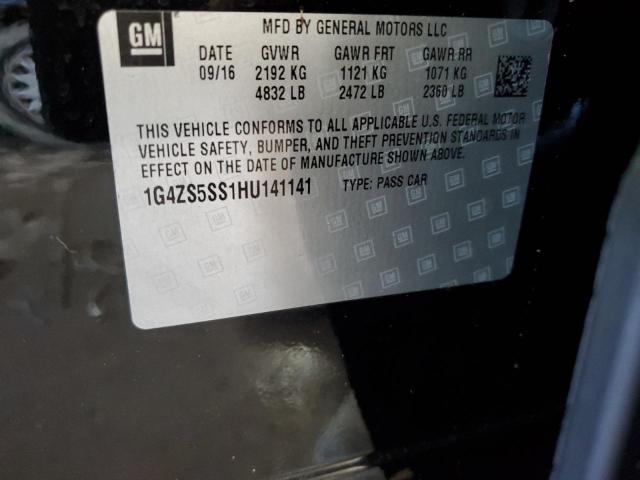 GM
MFD BY GENERAL MOTORS LLC
DATE GVWR GAWR FRT GAWR RR
09/16 2192 KG 1121 KG 1071 KG
4832 LB 2472 LB 2360 LB
THIS VEHICLE CONFORMS TO ALL APPLICABLE U.S. FEDERAL MOTOR
VEHICLE SAFETY, BUMPER, AND THEFT PREVENTION STANDARDS IN
EFFECT ON THE DATE OF MANUFACTURE SHOWN ABOVE.
1G4ZS5SS1HU141141 TYPE: PASS CAR